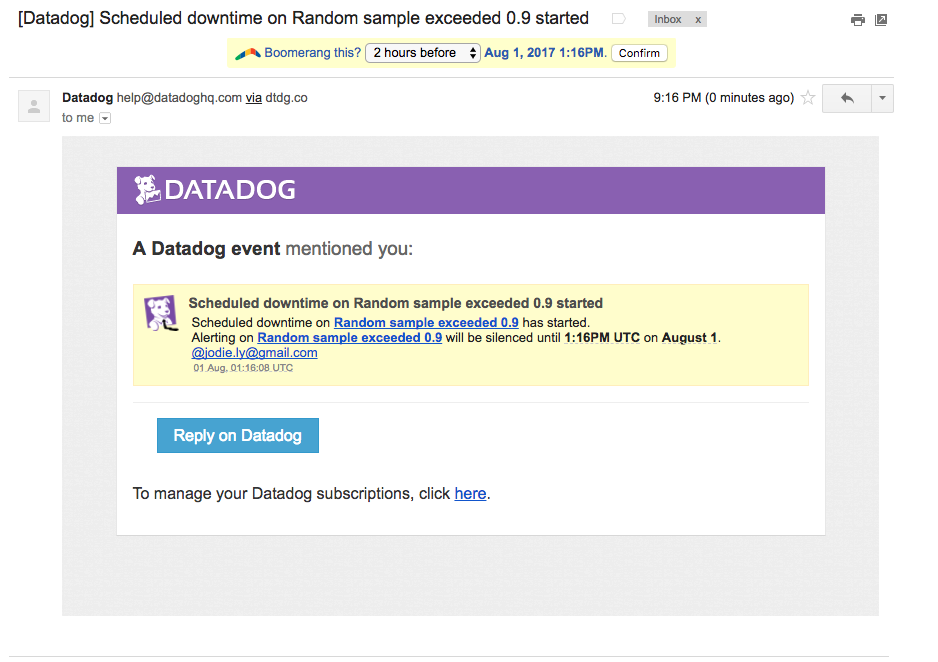 [Datadog] Scheduled downtime on Random sample exceeded 0.9 started
Inbox x
Boomerang this? 2 hours before Aug 1, 2017 1:16PM. Confirm
Datadog help@datadoghq.com via dtdg.co
9:16 PM (0 minutes ago)
to me
DATADOG
A Datadog event mentioned you:
Scheduled downtime on Random sample exceeded 0.9 started
Scheduled downtime on Random sample exceeded 0.9 has started.
Alerting on Random sample exceeded 0.9 will be silenced until 1:16PM UTC on August 1.
@jodie.ly@gmail.com
01 Aug, 01:16:08 UTC
Reply on Datadog
To manage your Datadog subscriptions, click here.